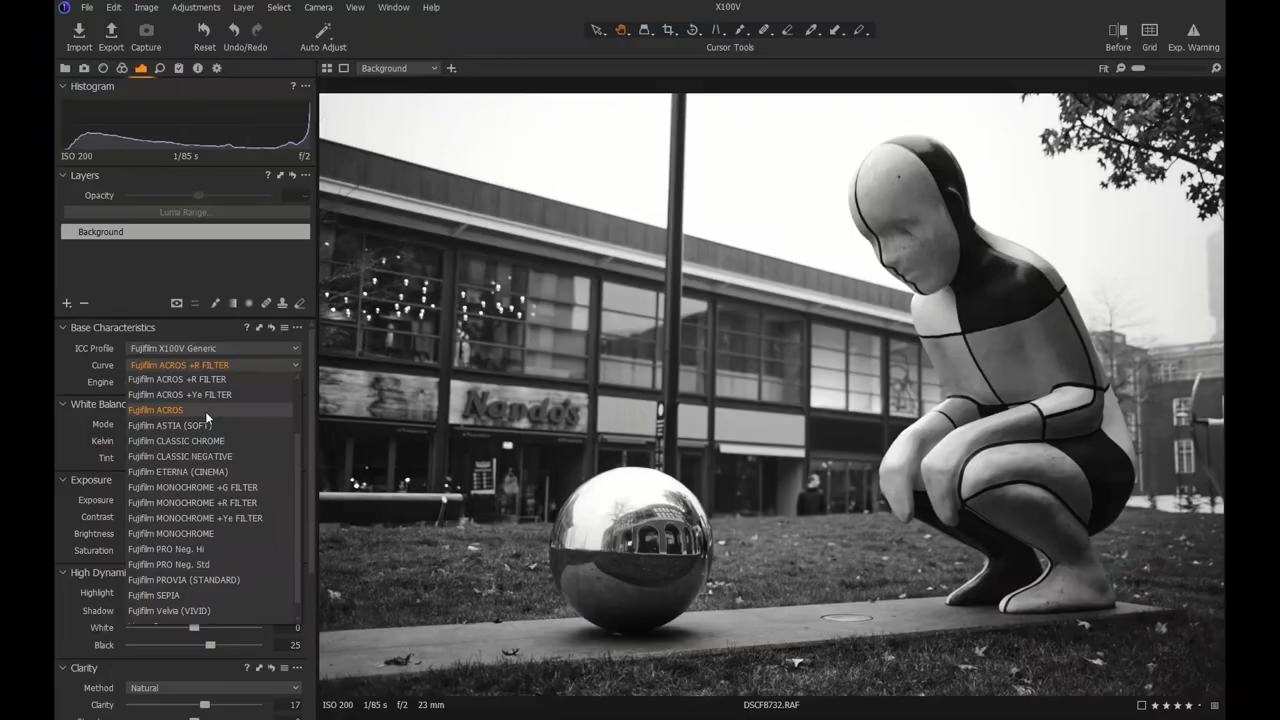 File Edit Image Adjustments Layer Select Camera View Window Help
X100V
Import Export Capture Reset Undo/Redo Auto Adjust
Cursor Tools
Before Grid Exp. Warning
Background
Fit
Histogram
ISO 200 1/85 s f/2
Layers
Opacity
Luma Range...
Background
Base Characteristics
ICC Profile Fujifilm X100V Generic
Curve Fujifilm ACROS +R FILTER
Engine
Fujifilm ACROS +R FILTER
Fujifilm ACROS +Ye FILTER
Fujifilm ACROS
Fujifilm ASTIA (SOFT)
Fujifilm CLASSIC CHROME
Fujifilm CLASSIC NEGATIVE
Fujifilm ETERNA (CINEMA)
Fujifilm MONOCHROME +G FILTER
Fujifilm MONOCHROME +R FILTER
Fujifilm MONOCHROME +Ye FILTER
Fujifilm MONOCHROME
Fujifilm PRO Neg. Hi
Fujifilm PRO Neg. Std
Fujifilm PROVIA (STANDARD)
Fujifilm SEPIA
Fujifilm Velvia (VIVID)
White Balanc
Mode
Kelvin
Tint
Exposure
Exposure
Contrast
Brightness
Saturation
High Dynami
Highlight
Shadow
White 0
Black 25
Clarity
Method Natural
Clarity 17
Nando's
ISO 200 1/85 s f/2 23 mm
DSCF8732.RAF